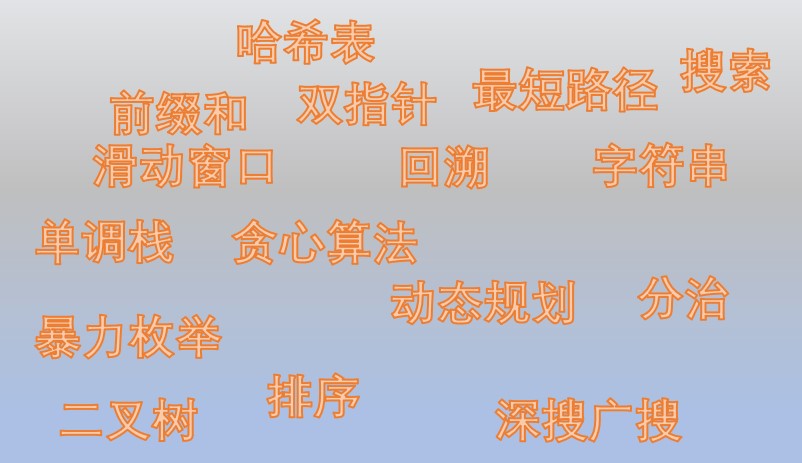 哈希表
搜索
最短路径
双指针
前缀和
滑动窗口
回溯
字符串
单调栈
贪心算法
动态规划
分治
暴力枚举
排序
二叉树
深搜广搜